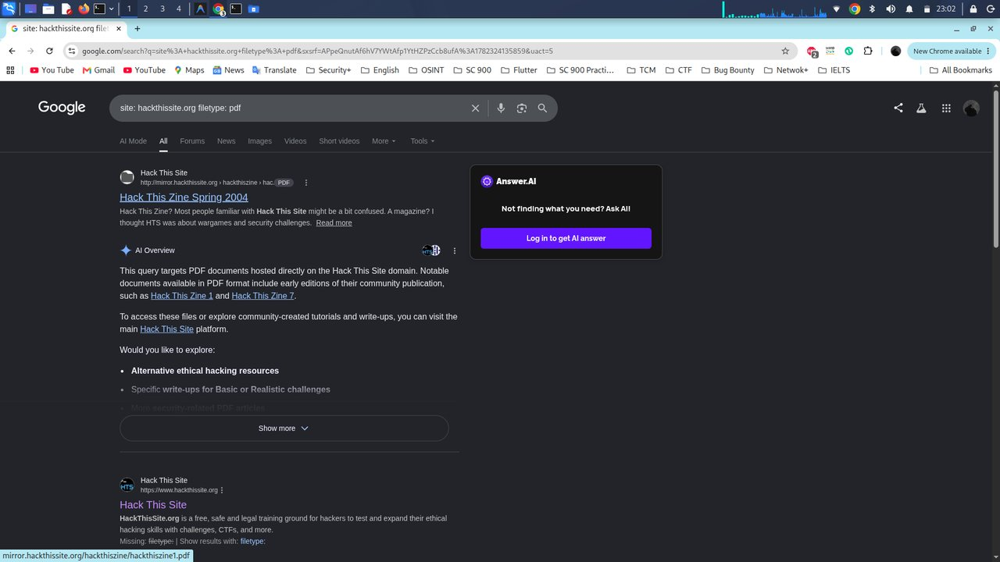 1 2 3 4
3
23:02
site: hackthissite.org filet
google.com/search?q=site%3A+hackthissite.org+filetype%3A+pdf&sxsrf=APpeQnutAf6hV7YWtAfp1YtHZPzCcb8ufA%3A1782324135859&uact=5
2
New Chrome available
You Tube Gmail YouTube Maps News Translate Security+ English OSINT SC 900 Flutter SC 900 Practi... TCM CTF Bug Bounty Netwok+ IELTS All Bookmarks
Google
site: hackthissite.org filetype: pdf
AI Mode All Forums News Images Videos Short videos More Tools
Hack This Site
http://mirror.hackthissite.org › hackthiszine › hac. PDF
Hack This Zine Spring 2004
Hack This Zine? Most people familiar with Hack This Site might be a bit confused. A magazine? I
thought HTS was about wargames and security challenges. Read more
Answer.AI
Not finding what you need? Ask AI!
Log in to get AI answer
AI Overview
HTS
This query targets PDF documents hosted directly on the Hack This Site domain. Notable
documents available in PDF format include early editions of their community publication,
such as Hack This Zine 1 and Hack This Zine 7.
To access these files or explore community-created tutorials and write-ups, you can visit the
main Hack This Site platform.
Would you like to explore:
• Alternative ethical hacking resources
• Specific write-ups for Basic or Realistic challenges
• More security-related PDF articles
Show more
HTS
Hack This Site
https://www.hackthissite.org
Hack This Site
HackThisSite.org is a free, safe and legal training ground for hackers to test and expand their ethical
hacking skills with challenges, CTFs, and more.
Missing: filetype: | Show results with: filetype:
mirror.hackthissite.org/hackthiszine/hackthiszine1.pdf